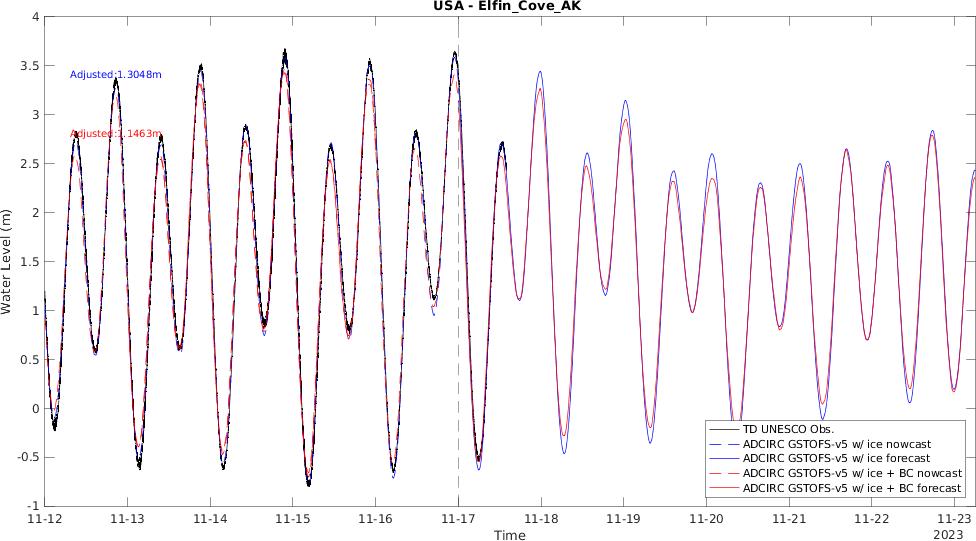 USA - Elfin_Cove_AK
4
3.5
3
2.5
2
1.5
1
0.5
0
-0.5
-1
Water Level (m)
Adjusted:1.3048m
Adjusted:1.1463m
TD UNESCO Obs.
ADCIRC GSTOFS-v5 w/ ice nowcast
ADCIRC GSTOFS-v5 w/ ice forecast
ADCIRC GSTOFS-v5 w/ ice + BC nowcast
ADCIRC GSTOFS-v5 w/ ice + BC forecast
11-12 11-13 11-14 11-15 11-16 11-17 11-18 11-19 11-20 11-21 11-22 11-23
Time
2023